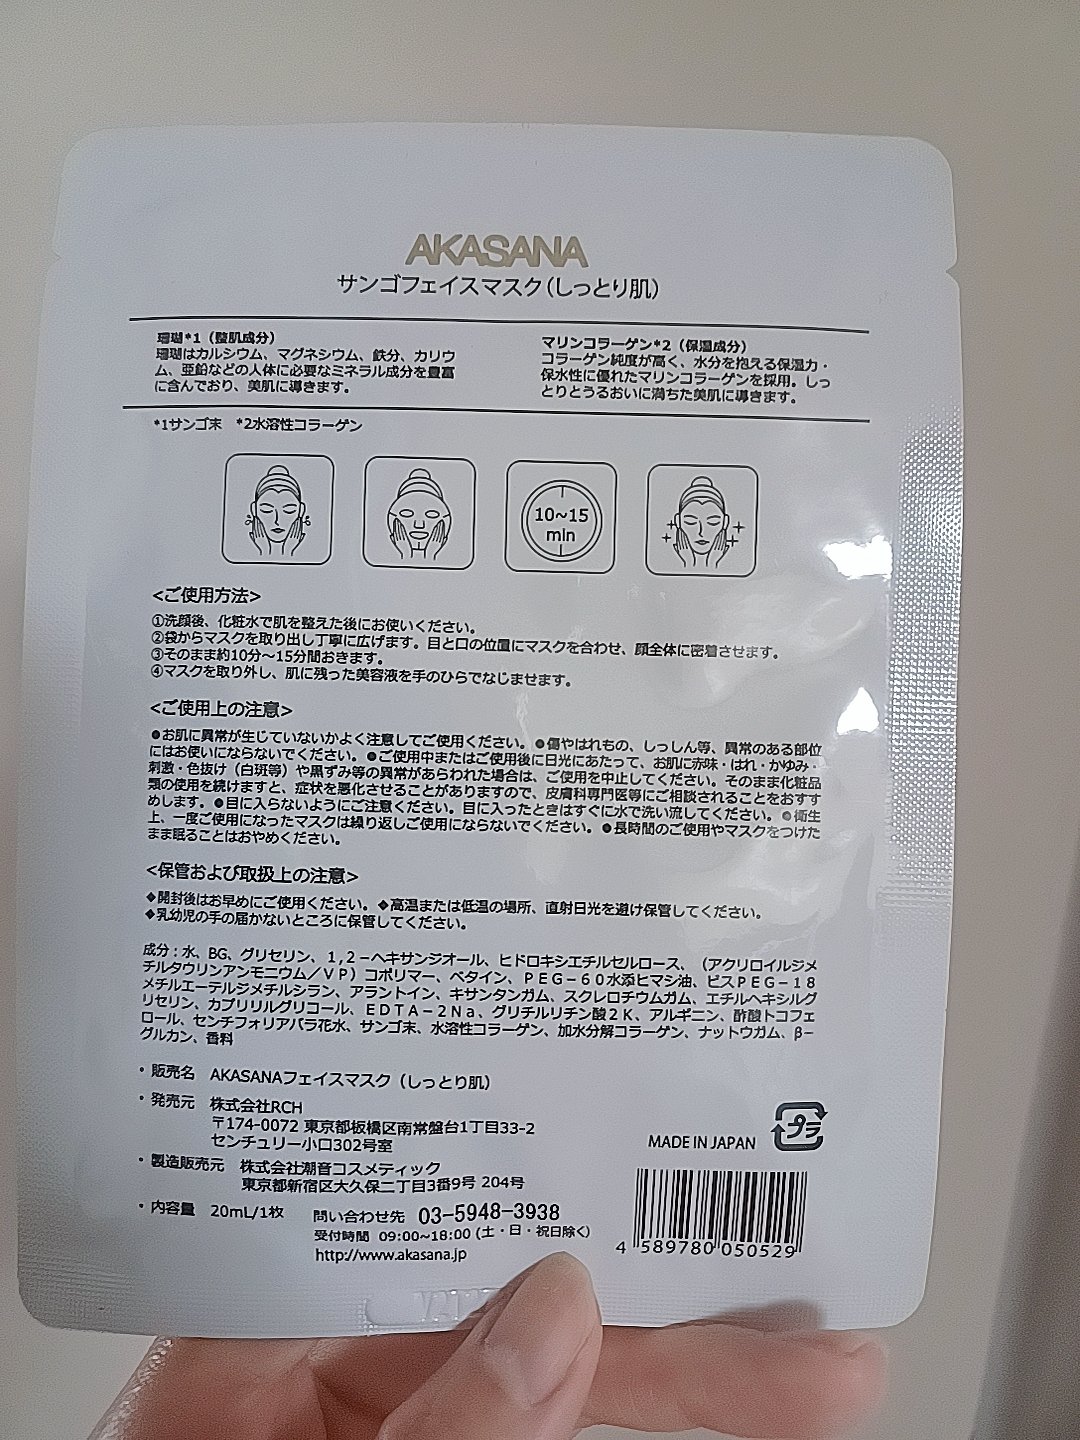 AKASANA
サンゴフェイスマスク(しっとり肌)
珊瑚*1（整肌成分）
珊瑚はカルシウム、マグネシウム、鉄分、カリウ
ム、亜鉛などの人体に必要なミネラル成分を豊富
に含んでおり、美肌に導きます。
マリンコラーゲン*2（保湿成分）
コラーゲン純度が高く、水分を抱える保湿力・
保水性に優れたマリンコラーゲンを採用。しっ
とりとうるおいに満ちた美肌に導きます。
*1サンゴ末　*2水溶性コラーゲン
10~15
min
<ご使用方法>
①洗顔後、化粧水で肌を整えた後にお使いください。
②袋からマスクを取り出し丁寧に広げます。目と口の位置にマスクを合わせ、顔全体に密着させます。
③そのまま約10分～15分間おきます。
④マスクを取り外し、肌に残った美容液を手のひらでなじませます。
<ご使用上の注意>
●お肌に異常が生じていないかよく注意してご使用ください。●傷やはれもの、しっしん等、異常のある部位
にはお使いにならないでください。●ご使用中またはご使用後に日光にあたって、お肌に赤味・はれ・かゆみ・
刺激・色抜け（白斑等）や黒ずみ等の異常があらわれた場合は、ご使用を中止してください。そのまま化粧品
類の使用を続けますと、症状を悪化させることがありますので、皮膚科専門医等にご相談されることをおすす
めします。●目に入らないようにご注意ください。目に入ったときはすぐに水で洗い流してください。●衛生
上、一度ご使用になったマスクは繰り返しご使用にならないでください。●長時間のご使用やマスクをつけた
まま眠ることはおやめください。
<保管および取扱上の注意>
❖開封後はお早めにご使用ください。❖高温または低温の場所、直射日光を避け保管してください。
❖乳幼児の手の届かないところに保管してください。
成分：水、BG、グリセリン、１,２－ヘキサンジオール、ヒドロキシエチルセルロース、（アクリロイルジメ
チルタウリンアンモニウム／ＶＰ）コポリマー、ベタイン、ＰＥＧ－６０水添ヒマシ油、ビスＰＥＧ－１８
メチルエーテルジメチルシラン、アラントイン、キサンタンガム、スクレロチウムガム、エチルヘキシルグ
リセリン、カプリリルグリコール、ＥＤＴＡ－２Ｎａ、グリチルリチン酸２Ｋ、アルギニン、酢酸トコフェ
ロール、センチフォリアバラ花水、サンゴ末、水溶性コラーゲン、加水分解コラーゲン、ナットウガム、β－
グルカン、香料
・販売名　AKASANAフェイスマスク（しっとり肌）
・発売元　株式会社RCH
〒174-0072 東京都板橋区南常盤台1丁目33-2
センチュリー小口302号室
・製造販売元　株式会社潮音コスメティック
東京都新宿区大久保二丁目3番9号 204号
・内容量　20mL/1枚　問い合わせ先　03-5948-3938
受付時間　09:00~18:00 (土・日・祝日除く)
http://www.akasana.jp
MADE IN JAPAN
プラ
4 589780 050529